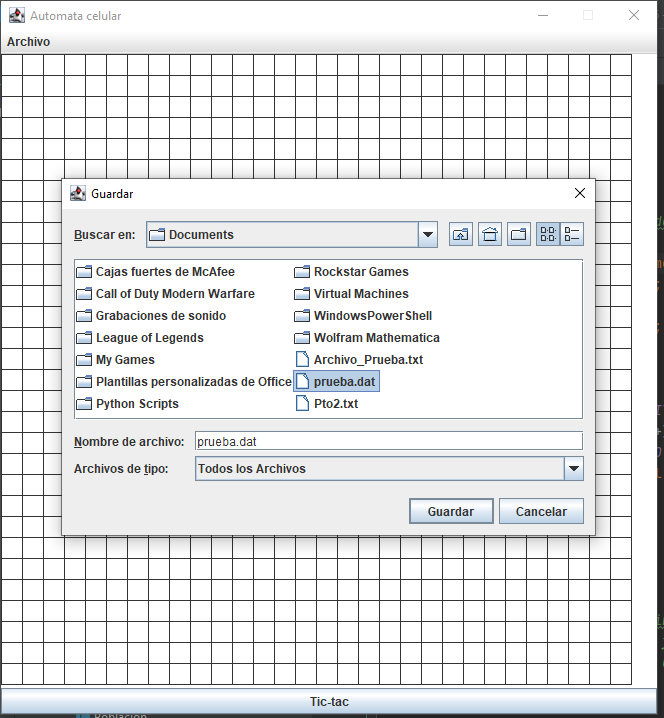 Automata celular
Archivo
Guardar
Buscar en: Documents
Cajas fuertes de McAfee
Call of Duty Modern Warfare
Grabaciones de sonido
League of Legends
My Games
Plantillas personalizadas de Office
Python Scripts
Rockstar Games
Virtual Machines
WindowsPowerShell
Wolfram Mathematica
Archivo_Prueba.txt
prueba.dat
Pto2.txt
Nombre de archivo: prueba.dat
Archivos de tipo: Todos los Archivos
Guardar Cancelar
Tic-tac
Poblacion